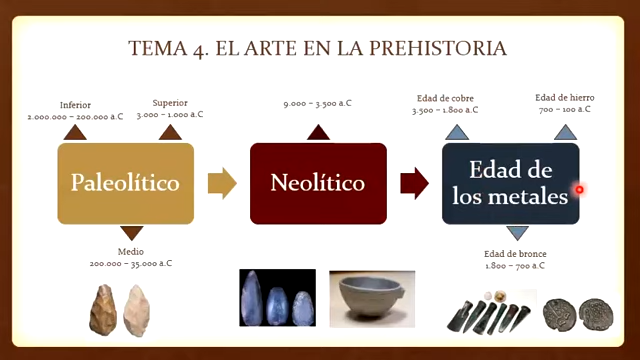 TEMA 4. EL ARTE EN LA PREHISTORIA
Inferior
2.000.000 – 200.000 a.C
Superior
3.000 – 1.000 a.C
9.000 – 3.500 a.C
Edad de cobre
3.500 – 1.800 a.C
Edad de hierro
700 – 100 a.C
Paleolítico
Neolítico
Edad de
los metales
Medio
200.000 – 35.000 a.C
Edad de bronce
1.800 – 700 a.C